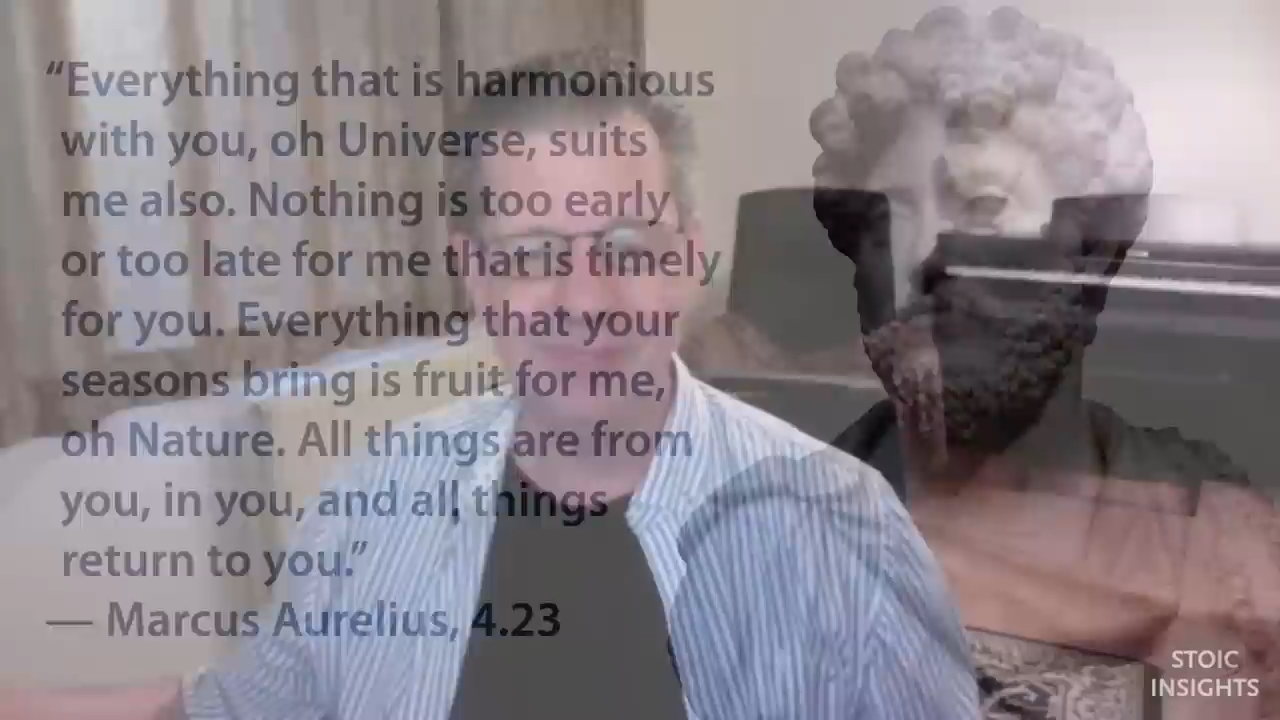 “Everything that is harmonious
with you, oh Universe, suits
me also. Nothing is too early
or too late for me that is timely
for you. Everything that your
seasons bring is fruit for me,
oh Nature. All things are from
you, in you, and all things
return to you.”
— Marcus Aurelius, 4.23
STOIC
INSIGHTS